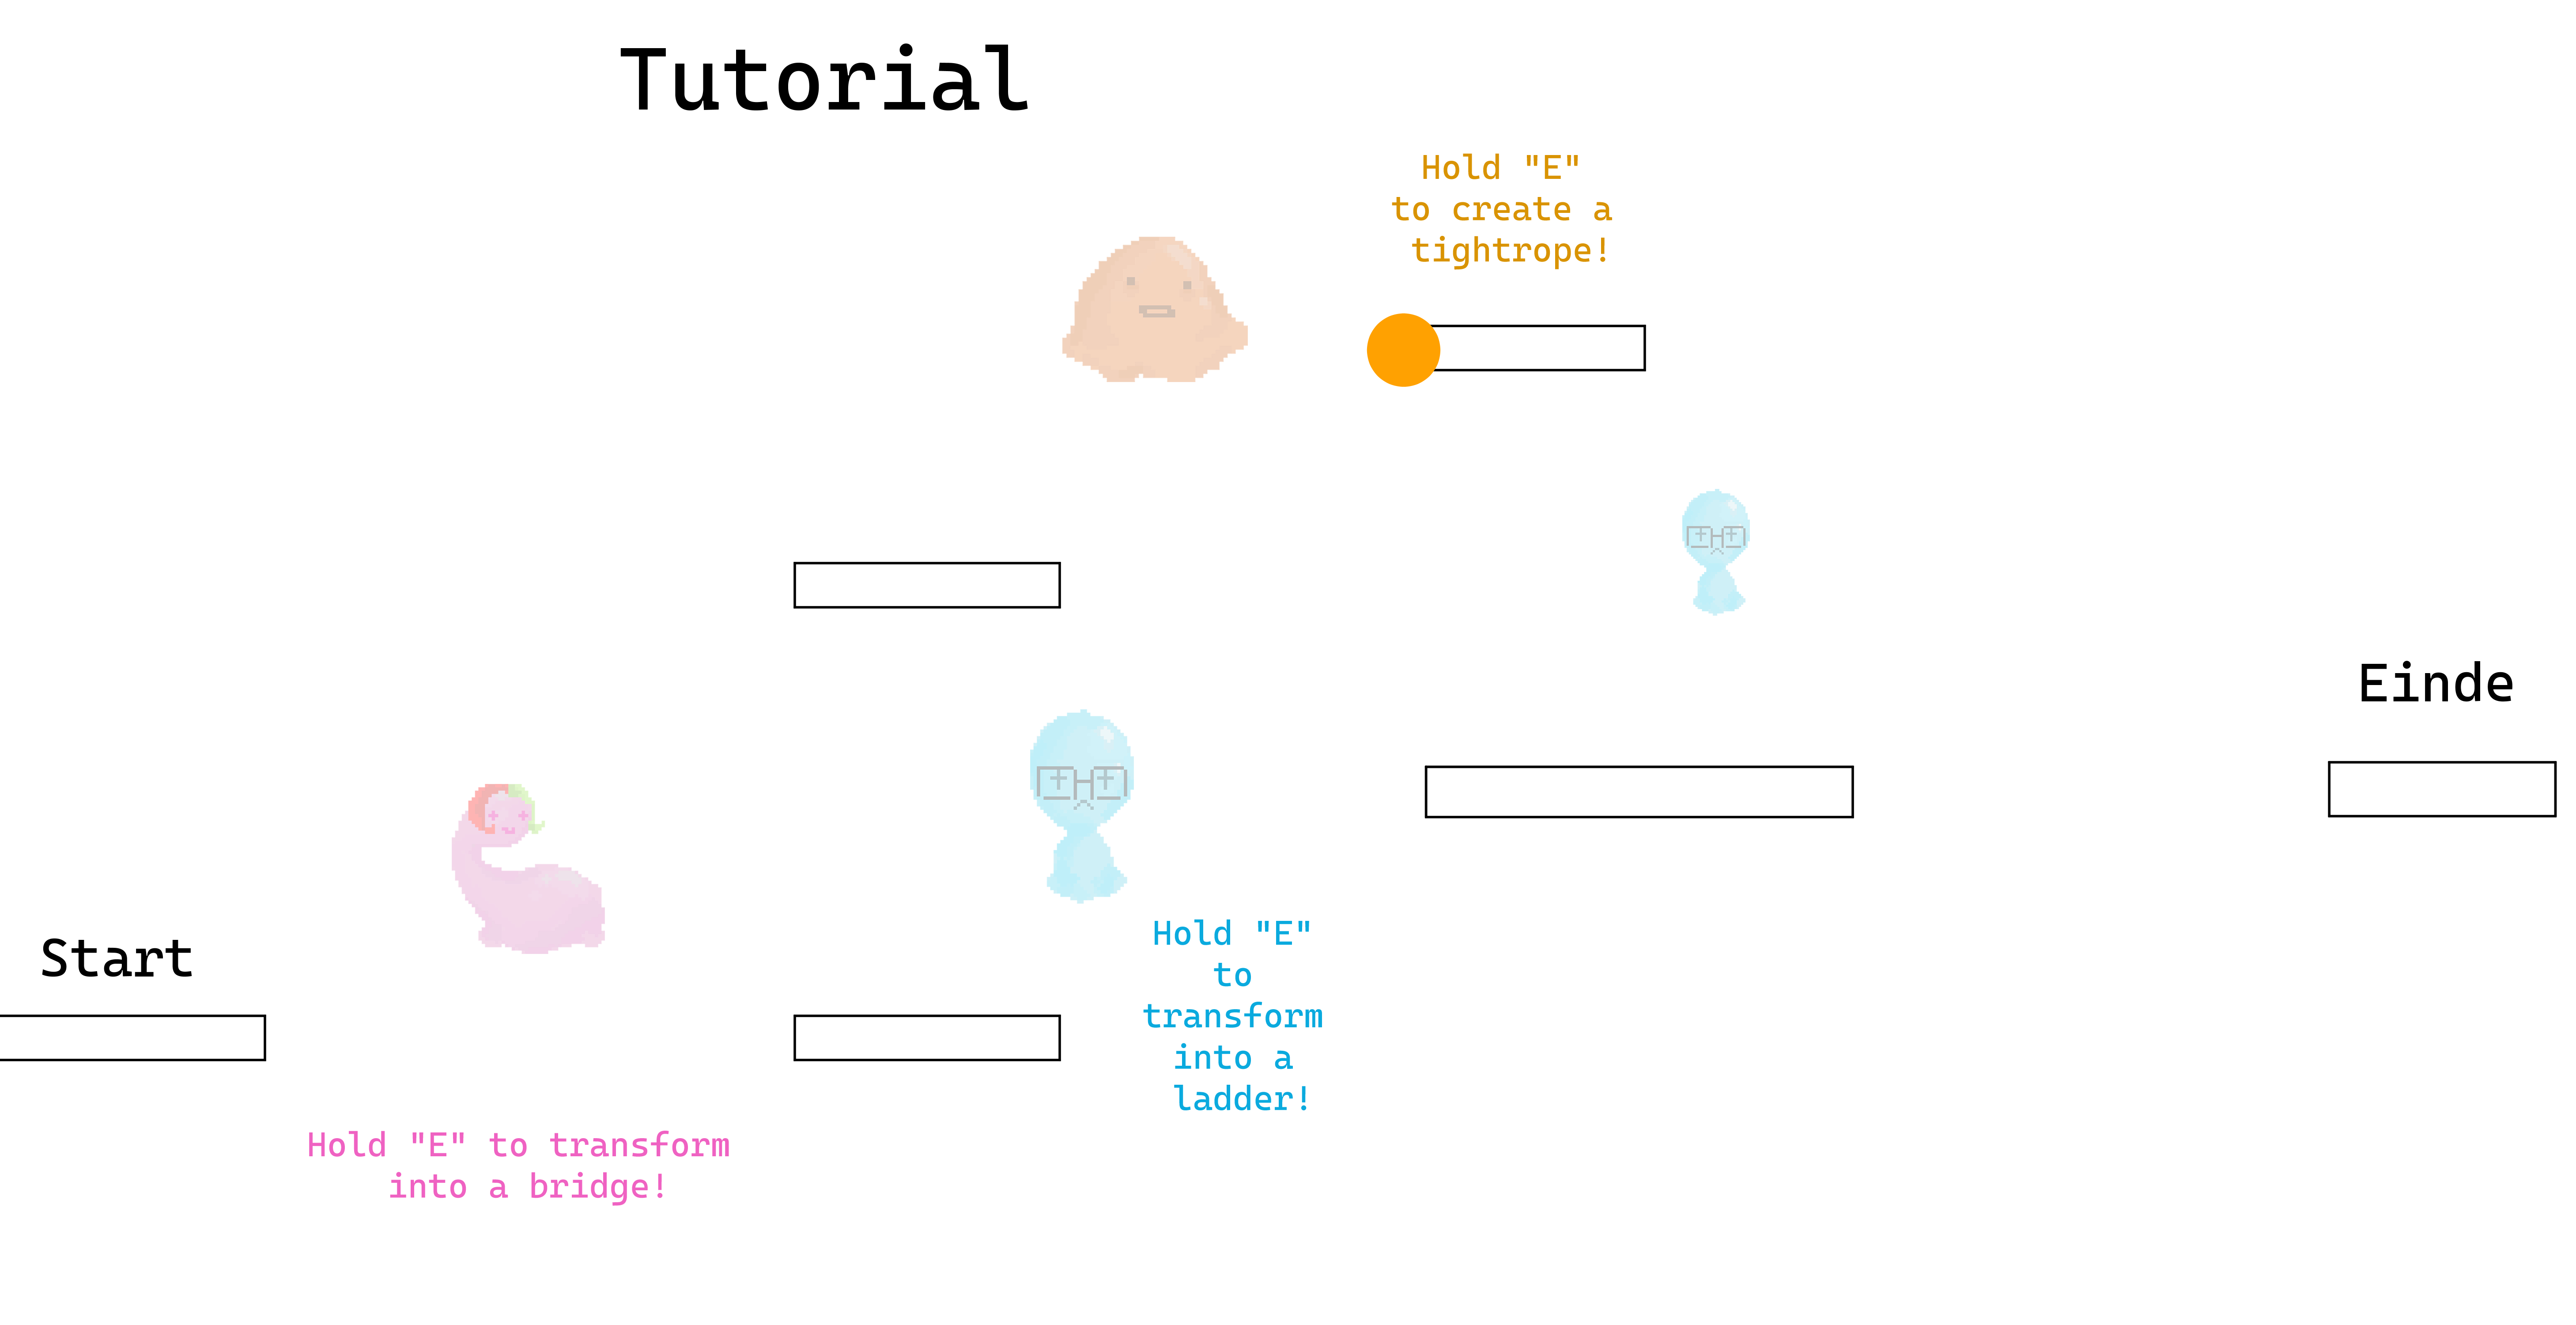 Tutorial
Hold "E"
to create a
tightrope!
Einde
Start
Hold "E"
to
transform
into a
ladder!
Hold "E" to transform
into a bridge!